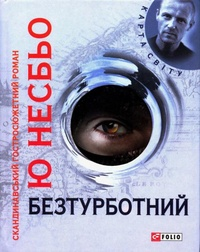 КАРТА СВІТУ
СКАНДИНАВСЬКИЙ ГОСТРОСЮЖЕТНИЙ РОМАН
Ю НЕСБЬО
БЕЗТУРБОТНИЙ
FOLIO